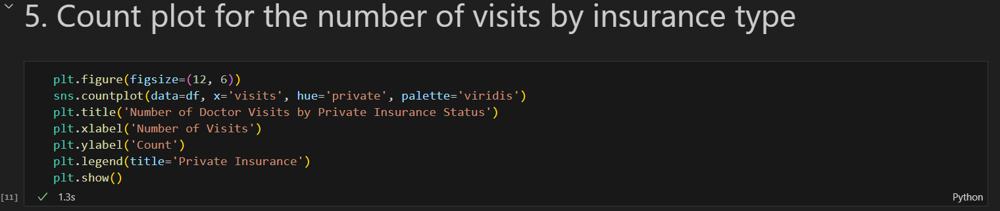 5. Count plot for the number of visits by insurance type
plt.figure(figsize=(12, 6))
sns.countplot(data=df, x='visits', hue='private', palette='viridis')
plt.title('Number of Doctor Visits by Private Insurance Status')
plt.xlabel('Number of Visits')
plt.ylabel('Count')
plt.legend(title='Private Insurance')
plt.show()
[11] 1.3s Python